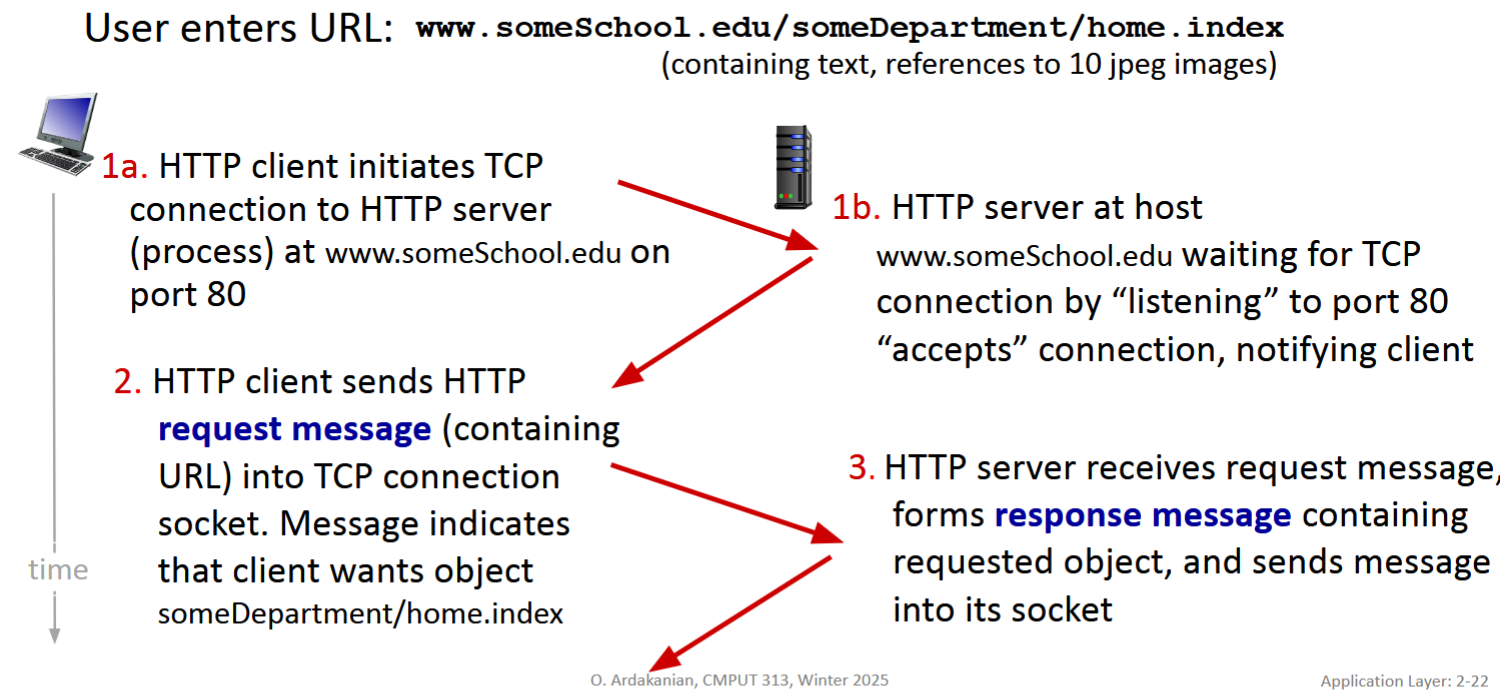 User enters URL: www.someSchool.edu/someDepartment/home.index
(containing text, references to 10 jpeg images)
1a. HTTP client initiates TCP
connection to HTTP server
(process) at www.someSchool.edu on
port 80
1b. HTTP server at host
www.someSchool.edu waiting for TCP
connection by “listening” to port 80
“accepts” connection, notifying client
2. HTTP client sends HTTP
request message (containing
URL) into TCP connection
socket. Message indicates
that client wants object
someDepartment/home.index
3. HTTP server receives request message,
forms response message containing
requested object, and sends message
into its socket
time
O. Ardakanian, CMPUT 313, Winter 2025
Application Layer: 2-22